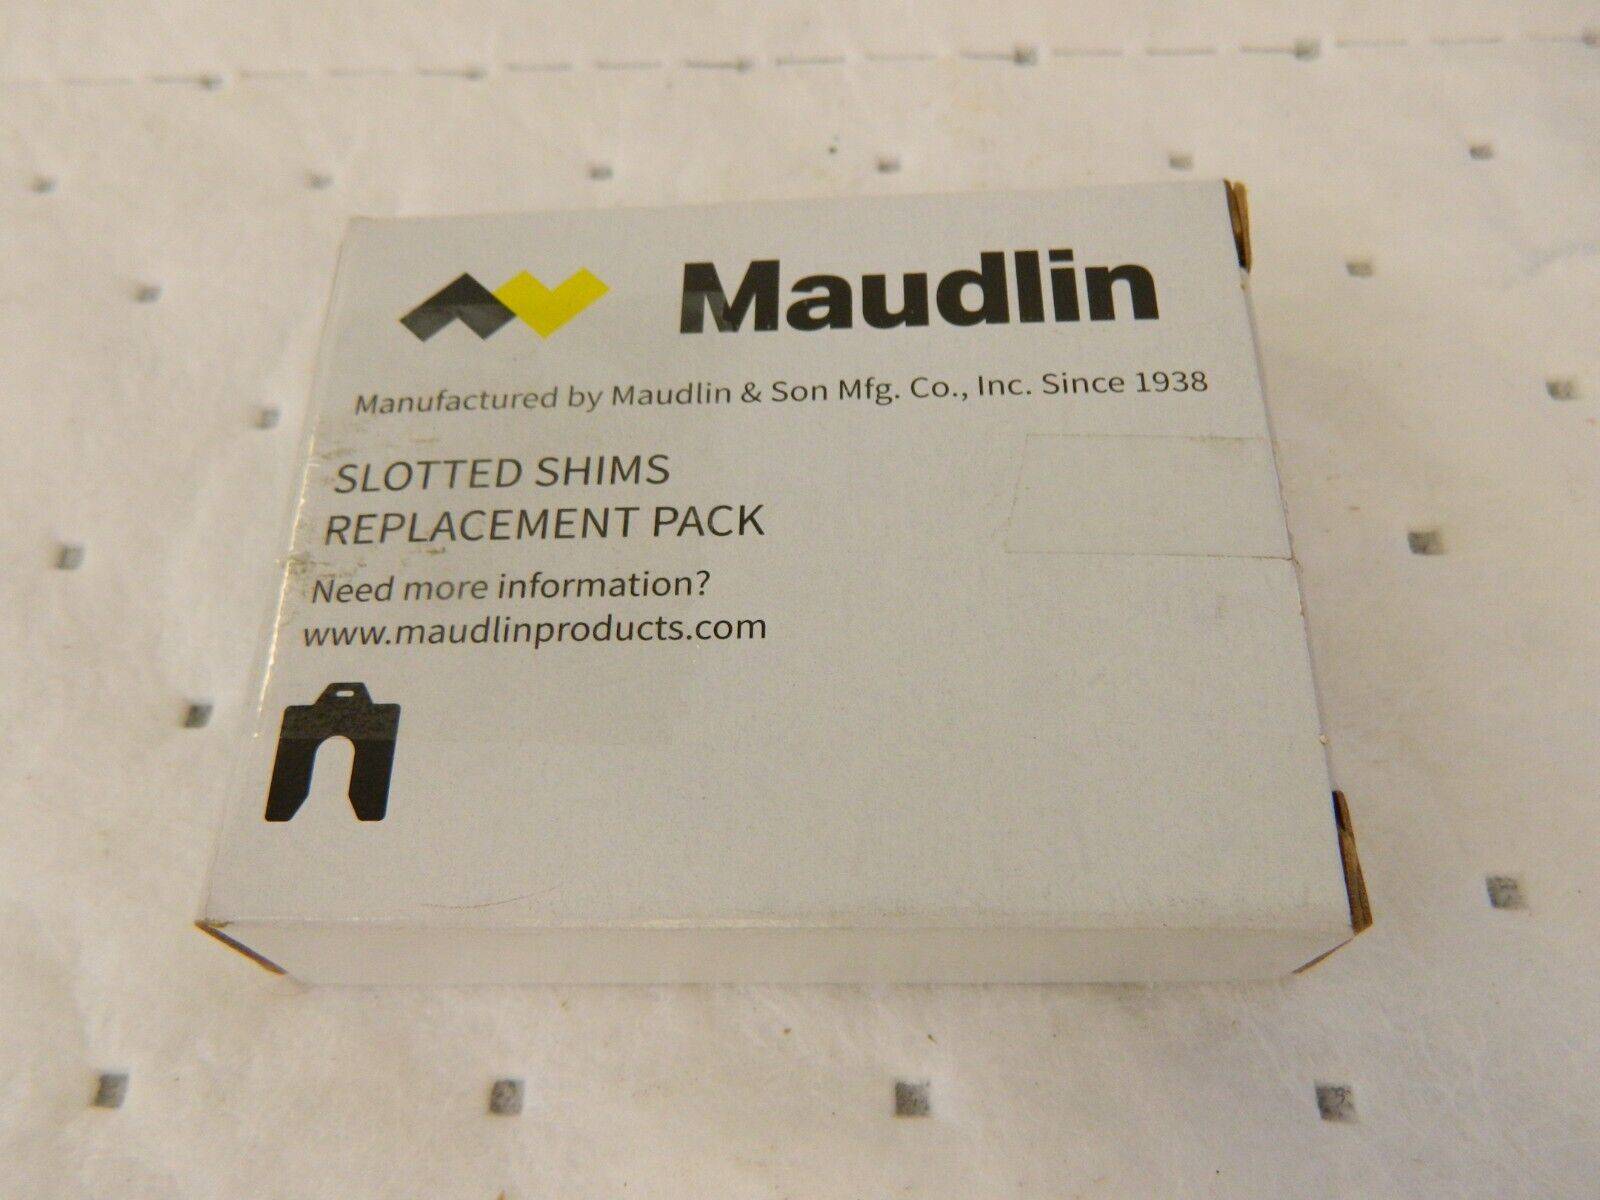 Maudlin
Manufactured by Maudlin & Son Mfg. Co., Inc. Since 1938
SLOTTED SHIMS
REPLACEMENT PACK
Need more information?
www.maudlinproducts.com